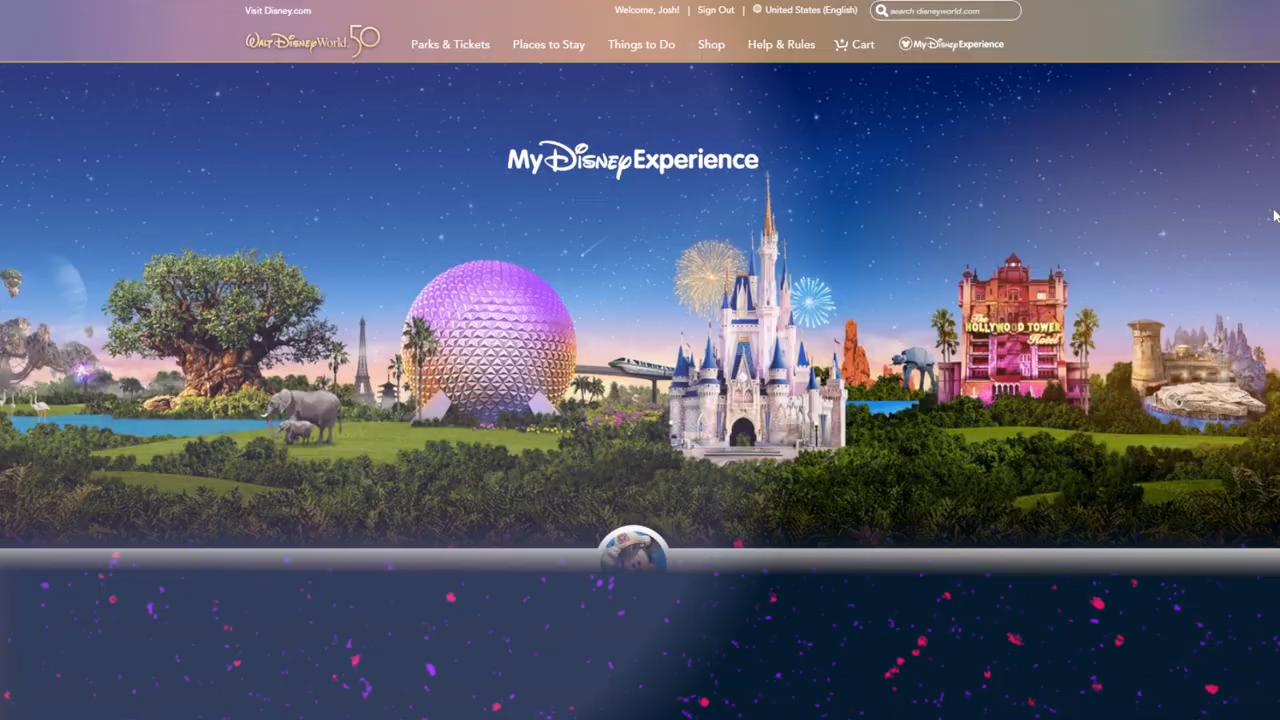 Visit Disney.com
Welcome, Josh! | Sign Out | United States (English)
search disneyworld.com
Walt Disney World. 50
Parks & Tickets
Places to Stay
Things to Do
Shop
Help & Rules
Cart
My Disney Experience
My Disney Experience
The
HOLLYWOOD TOWER
Hotel